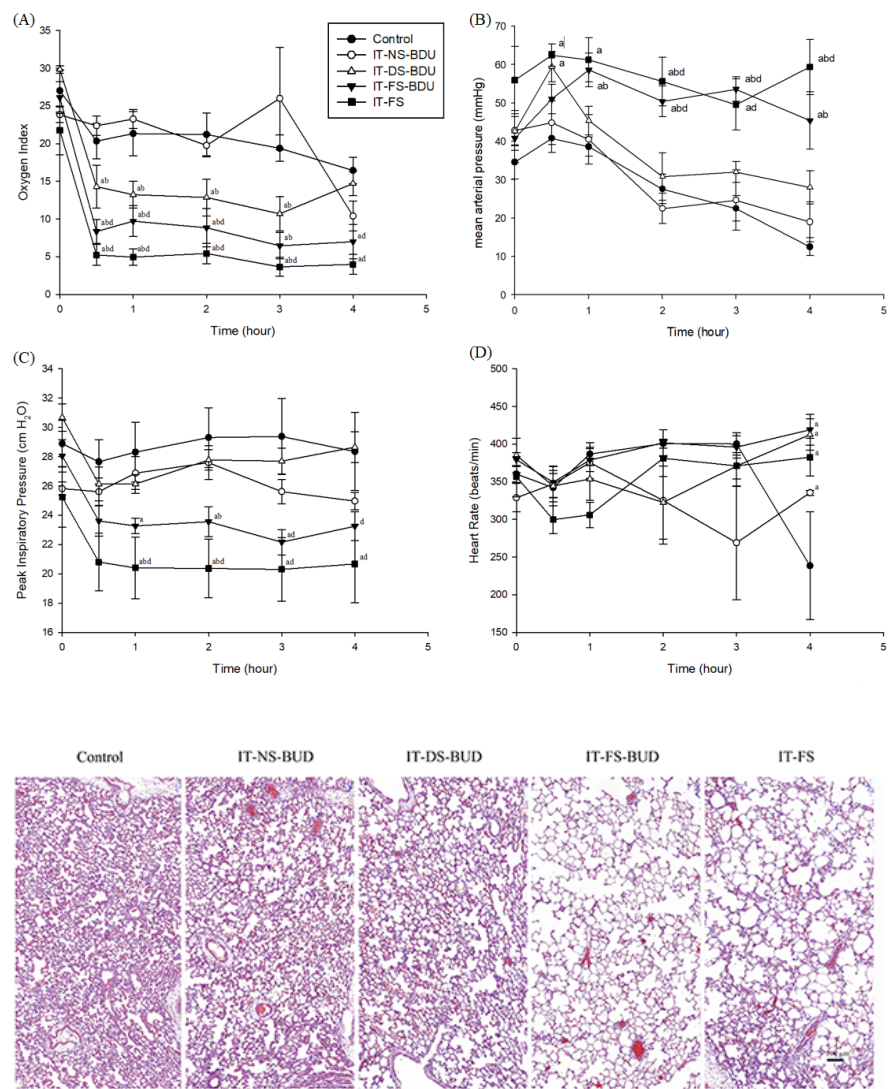 (A)
Control
IT-NS-BDU
IT-DS-BDU
IT-FS-BDU
IT-FS
35
30
25
20
15
10
5
0
Oxygen Index
ab
ab
ab
ab
abd
abd
abd
ab
ad
abd
abd
abd
abd
ad
0 1 2 3 4 5
Time (hour)
(B)
70
60
50
40
30
20
10
0
mean arterial pressure (mmHg)
a
a
abd
abd
a
ab
abd
ad
ab
0 1 2 3 4 5
Time (hour)
(C)
34
32
30
28
26
24
22
20
18
16
Peak Inspiratory Pressure (cm H₂O)
a
ab
ad
d
abd
abd
ad
ad
0 1 2 3 4 5
Time (hour)
(D)
500
450
400
350
300
250
200
150
Heart Rate (beats/min)
a
a
a
a
0 1 2 3 4 5
Time (hour)
Control IT-NS-BUD IT-DS-BUD IT-FS-BUD IT-FS